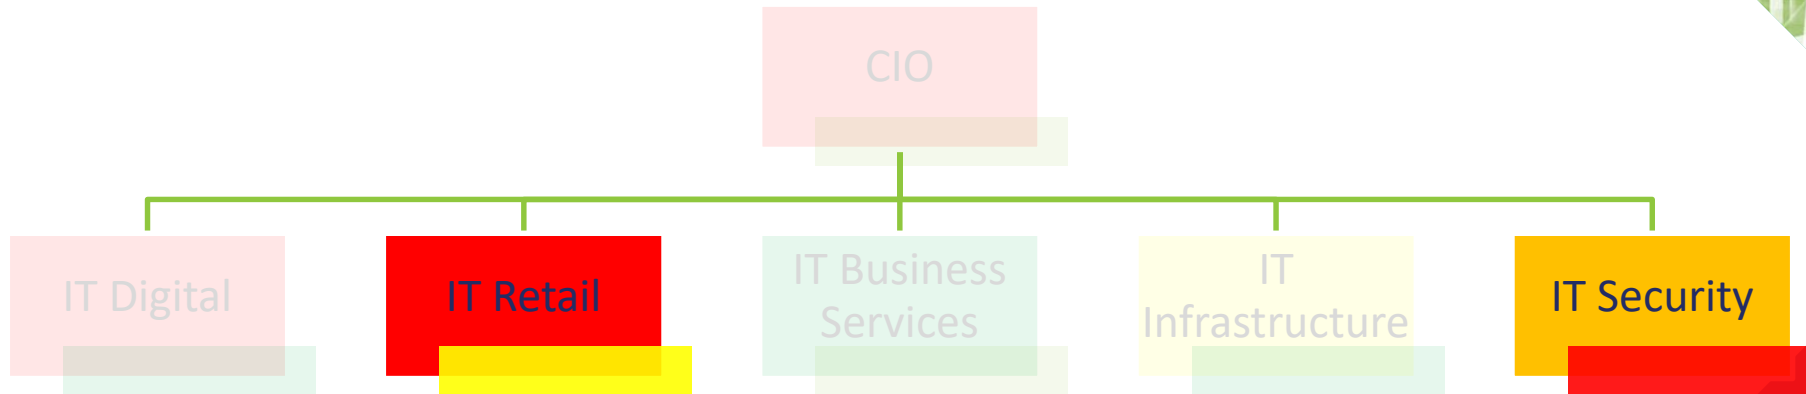 CIO
IT Digital
IT Retail
IT Business
Services
IT
Infrastructure
IT Security